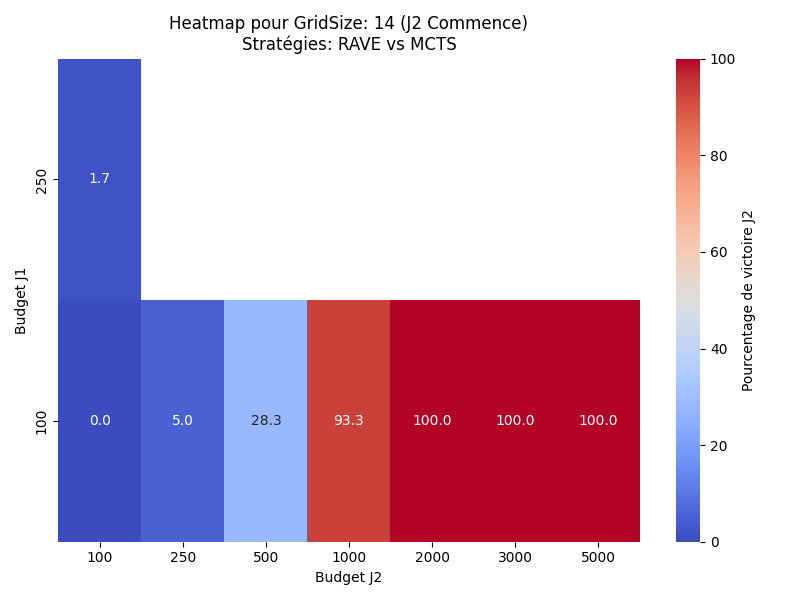 Heatmap pour GridSize: 14 (J2 Commence)
Stratégies: RAVE vs MCTS
Budget J1
250
100
1.7
0.0 5.0 28.3 93.3 100.0 100.0 100.0
100 250 500 1000 2000 3000 5000
Budget J2
100
80
60
40
20
0
Pourcentage de victoire J2